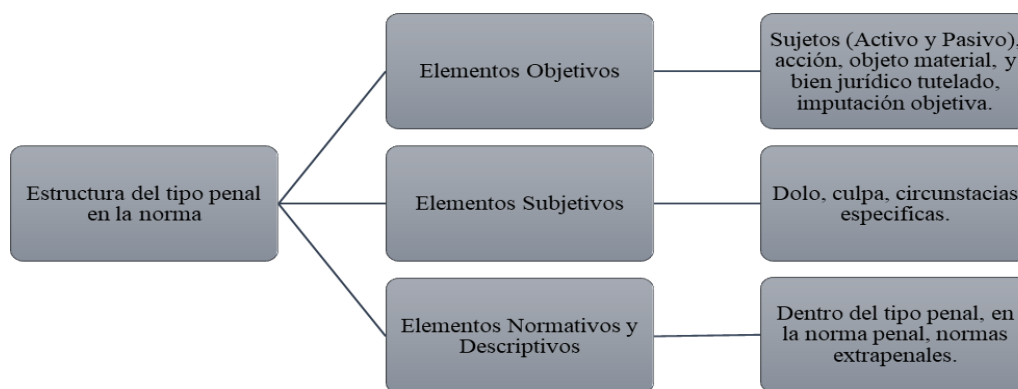 Estructura del tipo penal
en la norma
Elementos Objetivos
Sujetos (Activo y Pasivo),
acción, objeto material, y
bien jurídico tutelado,
imputación objetiva.
Elementos Subjetivos
Dolo, culpa, circunstacias
especificas.
Elementos Normativos y
Descriptivos
Dentro del tipo penal, en
la norma penal, normas
extrapenales.